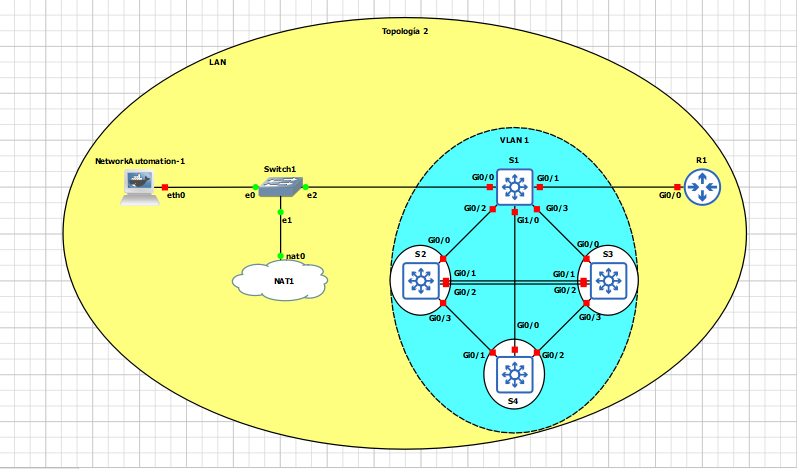 Topología 2
LAN
VLAN 1
NetworkAutomation-1
Switch1
S1
R1
eth0
e0
e2
Gi0/0
Gi0/1
Gi0/0
Gi0/2
Gi1/0
Gi0/3
e1
nat0
NAT1
Gi0/0
Gi0/0
S2
S3
Gi0/1
Gi0/1
Gi0/2
Gi0/2
Gi0/3
Gi0/3
Gi0/0
Gi0/1
Gi0/2
S4